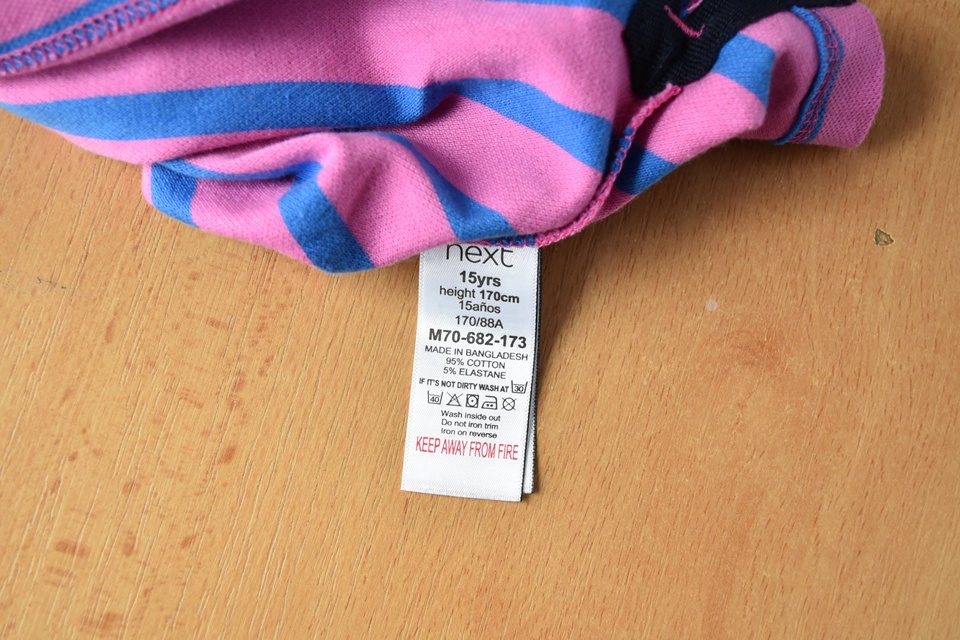 next
15yrs
height 170cm
15años
170/88A
M70-682-173
MADE IN BANGLADESH
95% COTTON
5% ELASTANE
IF IT'S NOT DIRTY WASH AT 30
40
Wash inside out
Do not iron trim
Iron on reverse
KEEP AWAY FROM FIRE